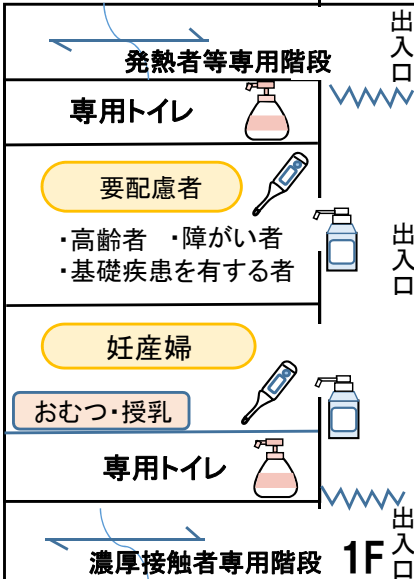 出入口
発熱者等専用階段
専用トイレ
要配慮者
・高齢者 ・障がい者
・基礎疾患を有する者
出入口
妊産婦
おむつ・授乳
専用トイレ
濃厚接触者専用階段
1F
出入口